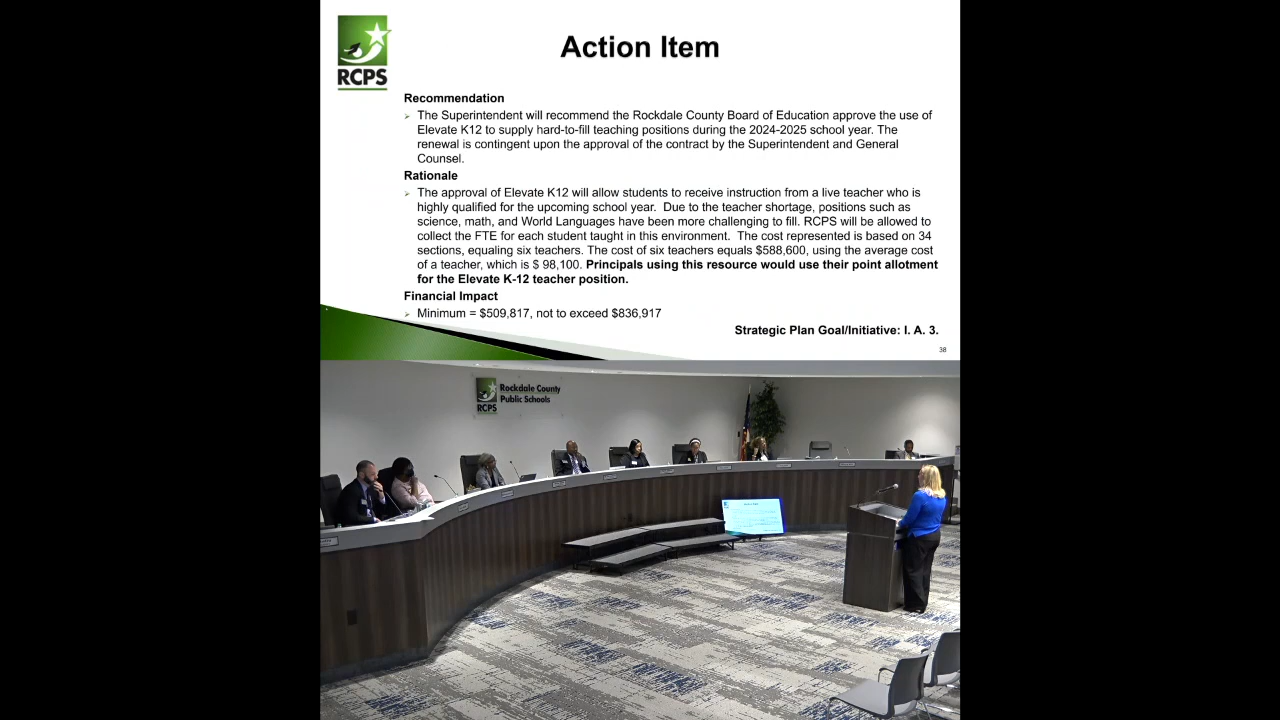 RCPS
Action Item
Recommendation
The Superintendent will recommend the Rockdale County Board of Education approve the use of
Elevate K12 to supply hard-to-fill teaching positions during the 2024-2025 school year. The
renewal is contingent upon the approval of the contract by the Superintendent and General
Counsel.
Rationale
The approval of Elevate K12 will allow students to receive instruction from a live teacher who is
highly qualified for the upcoming school year. Due to the teacher shortage, positions such as
science, math, and World Languages have been more challenging to fill. RCPS will be allowed to
collect the FTE for each student taught in this environment. The cost represented is based on 34
sections, equaling six teachers. The cost of six teachers equals $588,600, using the average cost
of a teacher, which is $ 98,100. Principals using this resource would use their point allotment
for the Elevate K-12 teacher position.
Financial Impact
Minimum = $509,817, not to exceed $836,917
Strategic Plan Goal/Initiative: I. A. 3.
38
Rockdale County
Public Schools
RCPS